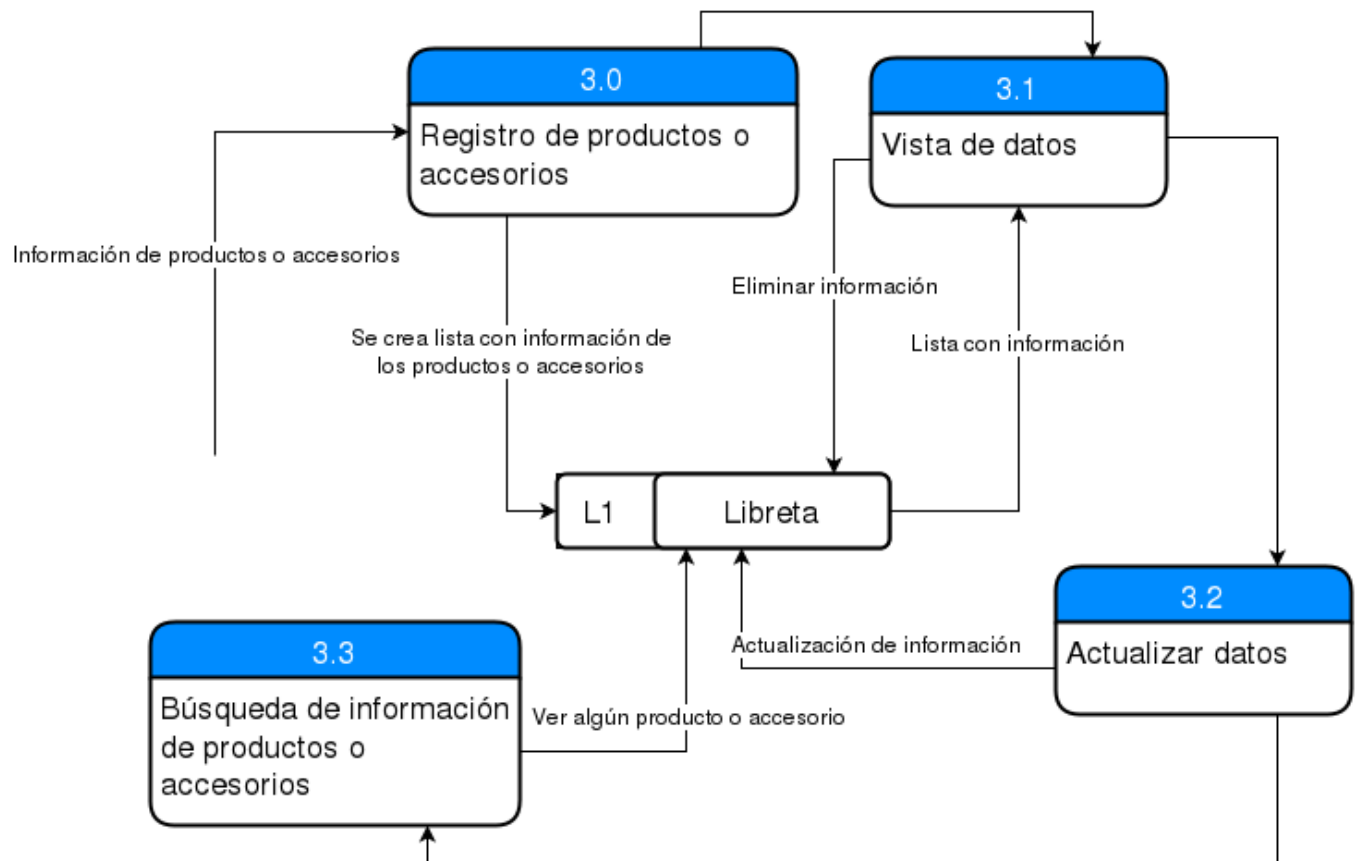 3.0
Registro de productos o
accesorios
3.1
Vista de datos
Información de productos o accesorios
Eliminar información
Se crea lista con información de
los productos o accesorios
Lista con información
L1
Libreta
3.2
Actualizar datos
Actualización de información
3.3
Búsqueda de información
de productos o
accesorios
Ver algún producto o accesorio